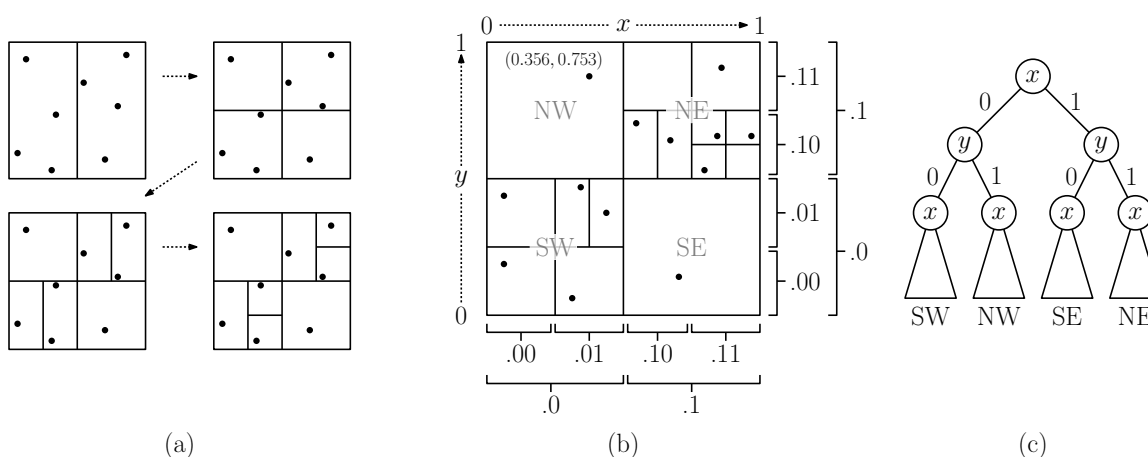 0
x
1
1
y
0
(0.356, 0.753)
NW
NE
SW
SE
.11
.10
.1
.01
.00
.0
.00
.01
.10
.11
.0
.1
x
0
1
y
y
0
1
0
1
x
x
x
x
SW
NW
SE
NE
(a)
(b)
(c)